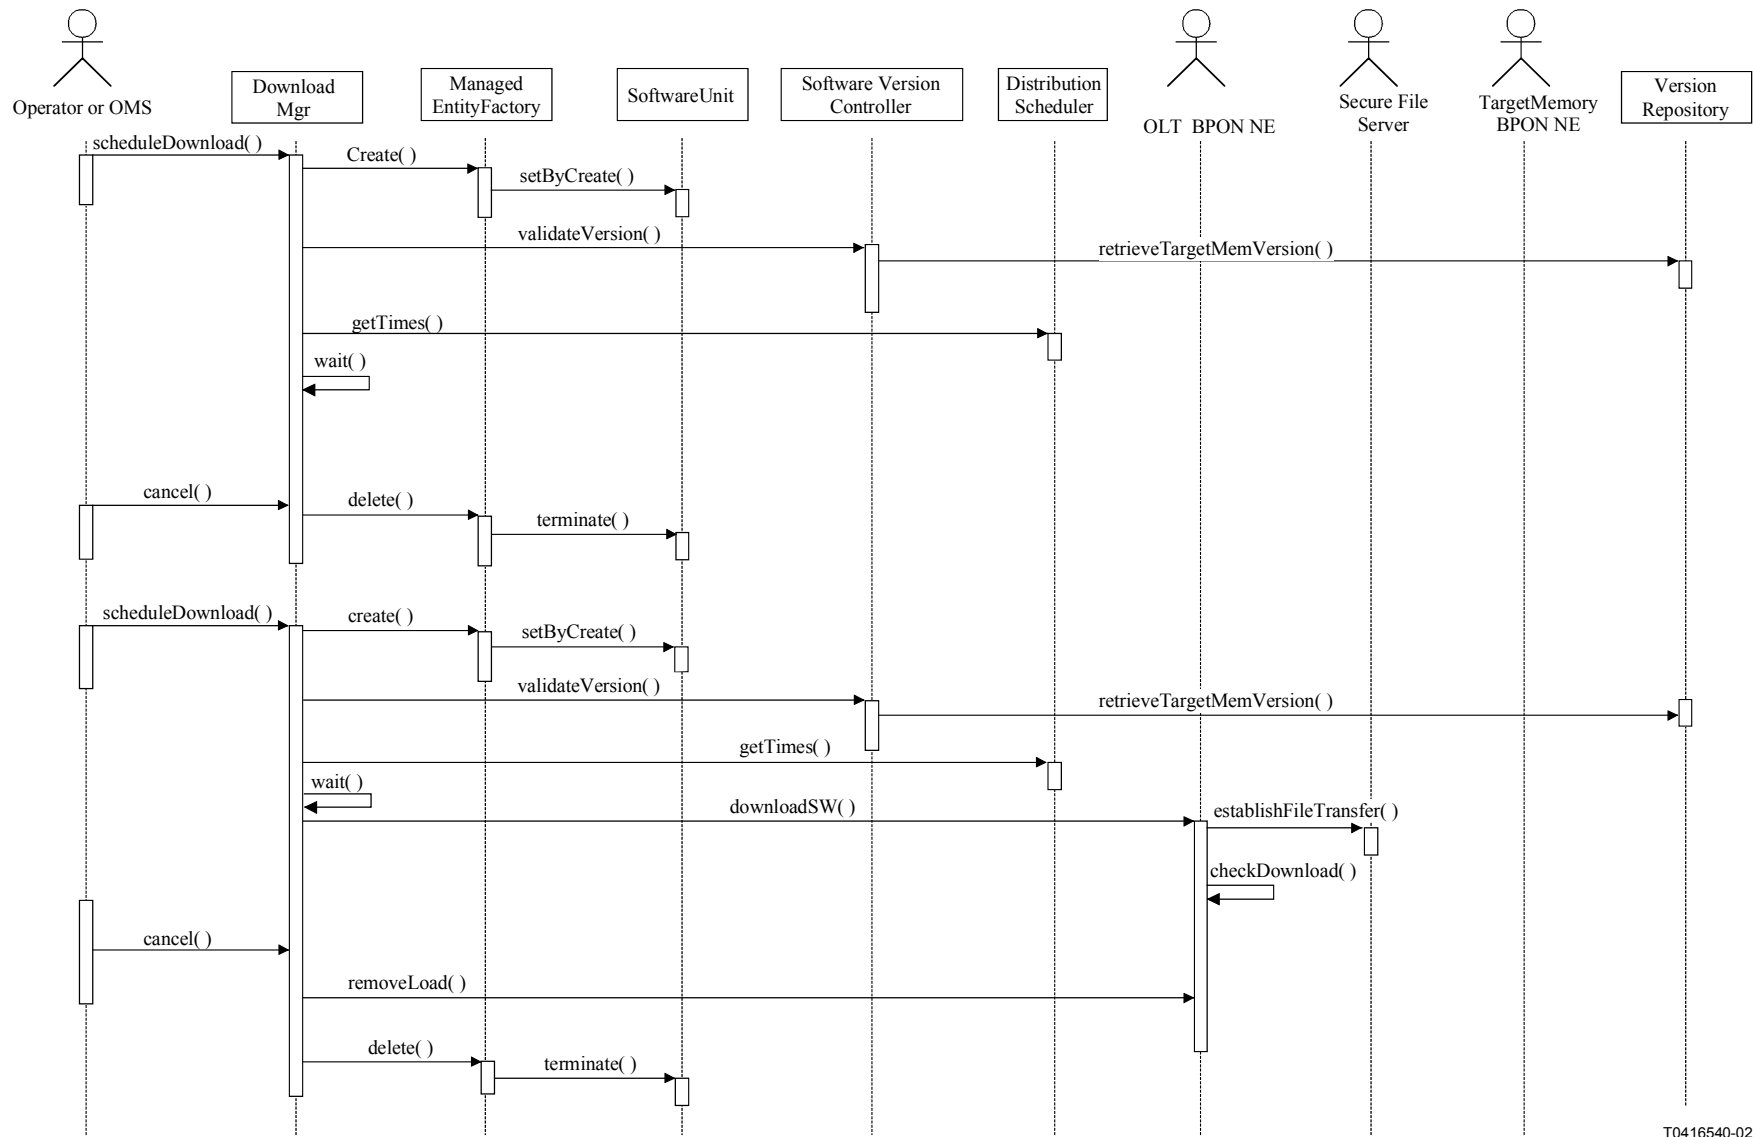 Operator or OMS
Download
Mgr
Managed
EntityFactory
SoftwareUnit
Software Version
Controller
Distribution
Scheduler
OLT BPON NE
Secure File
Server
TargetMemory
BPON NE
Version
Repository
scheduleDownload( )
Create( )
setByCreate( )
validateVersion( )
retrieveTargetMemVersion( )
getTimes( )
wait( )
cancel( )
delete( )
terminate( )
scheduleDownload( )
create( )
setByCreate( )
validateVersion( )
retrieveTargetMemVersion( )
getTimes( )
wait( )
downloadSW( )
establishFileTransfer( )
checkDownload( )
cancel( )
removeLoad( )
delete( )
terminate( )
T0416540-02